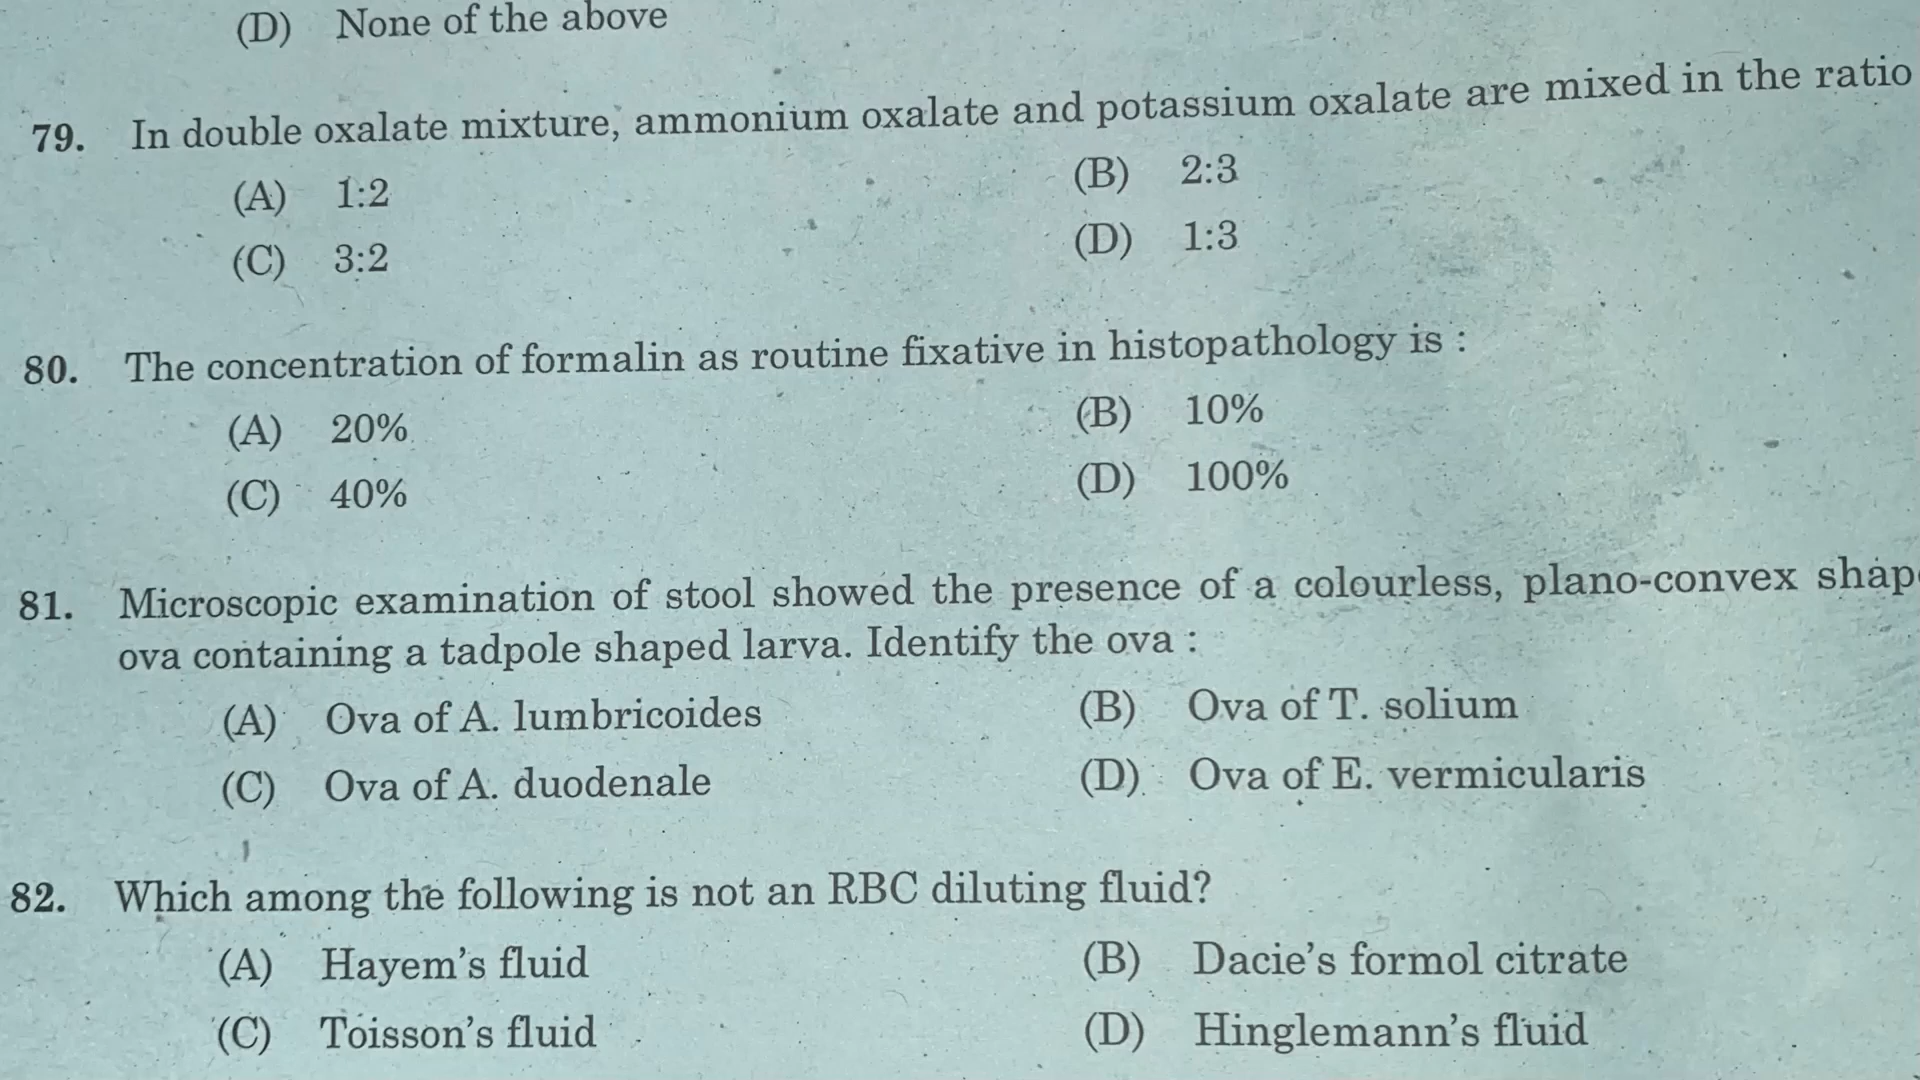 (D) None of the above
79. In double oxalate mixture, ammonium oxalate and potassium oxalate are mixed in the ratio
(A) 1:2 (B) 2:3
(C) 3:2 (D) 1:3
80. The concentration of formalin as routine fixative in histopathology is :
(A) 20% (B) 10%
(C) 40% (D) 100%
81. Microscopic examination of stool showed the presence of a colourless, plano-convex
ova containing a tadpole shaped larva. Identify the ova :
(A) Ova of A. lumbricoides (B) Ova of T. solium
(C) Ova of A. duodenale (D) Ova of E. vermicularis
82. Which among the following is not an RBC diluting fluid?
(A) Hayem's fluid (B) Dacie's formol citrate
(C) Toisson's fluid (D) Hinglemann's fluid